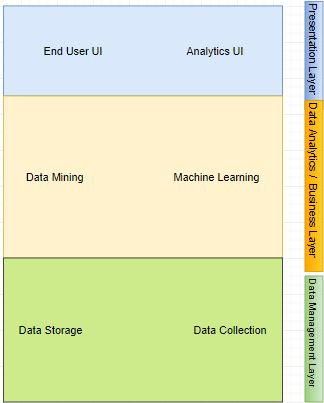 End User UI
Analytics UI
Presentation Layer
Data Mining
Machine Learning
Data Analytics / Business Layer
Data Storage
Data Collection
Data Management Layer